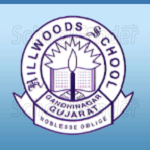 HILLWOODS SCHOOL
GANDHINAGAR
GUJARAT
NOBLESSE OBLIGE